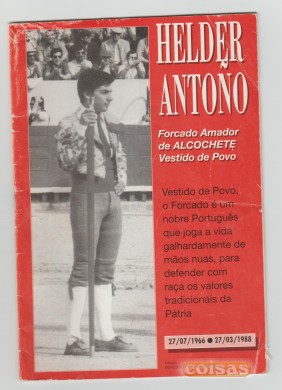 HELDER
ANTOÑO
Forcado Amador
de ALCOCHETE
Vestido de Povo
Vestido de Povo,
o Forcado é um
nobre Português
que joga a vida
galhardamente de
mãos nuas, para
defender com
raça os valores
tradicionais da
Pátria
27/07/1966 ● 27/03/1988
coisas